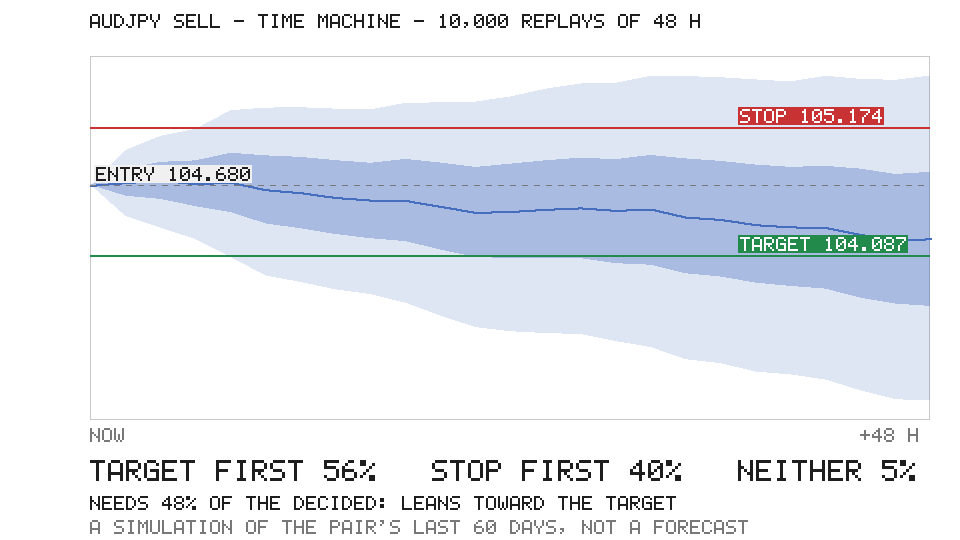 AUDJPY SELL - TIME MACHINE - 10,000 REPLAYS OF 48 H
STOP 105.174
ENTRY 104.680
TARGET 104.087
NOW
+48 H
TARGET FIRST 56% STOP FIRST 40% NEITHER 5%
NEEDS 48% OF THE DECIDED: LEANS TOWARD THE TARGET
A SIMULATION OF THE PAIR'S LAST 60 DAYS, NOT A FORECAST